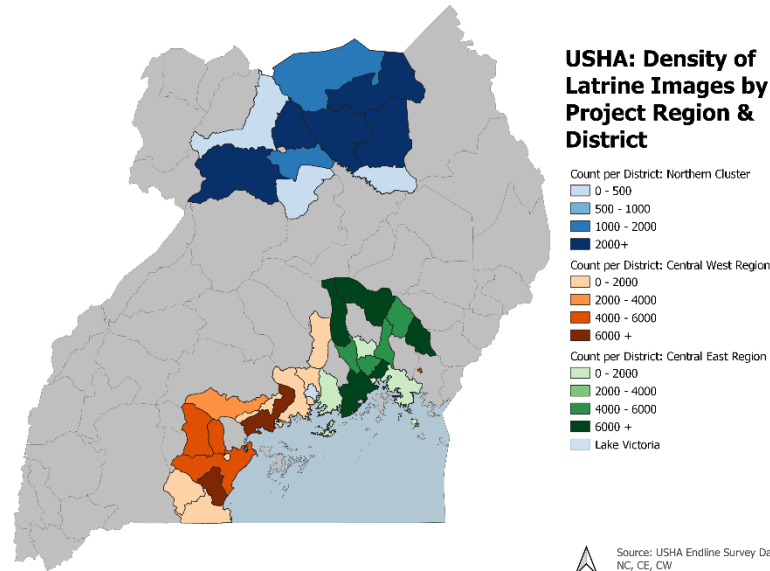 USHA: Density of
Latrine Images by
Project Region &
District
Count per District: Northern Cluster
0 - 500
500 - 1000
1000 - 2000
2000+
Count per District: Central West Region
0 - 2000
2000 - 4000
4000 - 6000
6000 +
Count per District: Central East Region
0 - 2000
2000 - 4000
4000 - 6000
6000 +
Lake Victoria
Source: USHA Endline Survey Da
NC, CE, CW